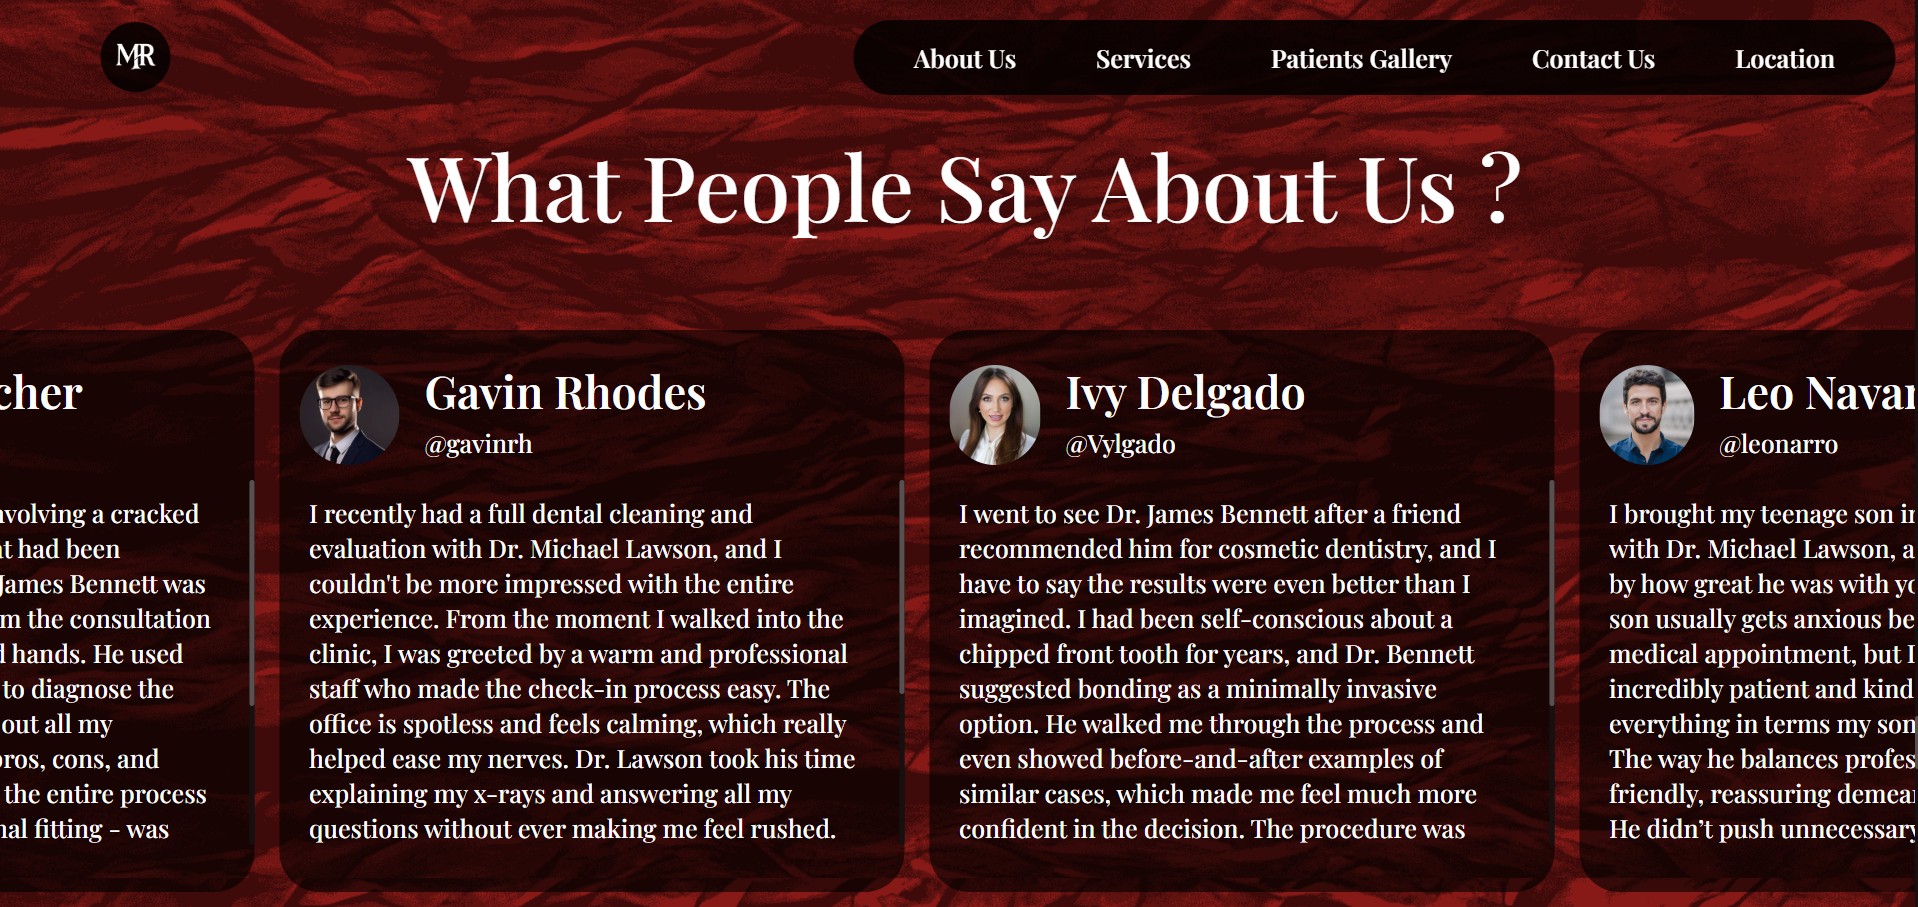 MR
About Us
Services
Patients Gallery
Contact Us
Location
What People Say About Us ?
cher
nvolving a cracked
at had been
James Bennett was
m the consultation
d hands. He used
to diagnose the
out all my
pros, cons, and
the entire process
nal fitting - was
Gavin Rhodes
@gavinrh
I recently had a full dental cleaning and
evaluation with Dr. Michael Lawson, and I
couldn't be more impressed with the entire
experience. From the moment I walked into the
clinic, I was greeted by a warm and professional
staff who made the check-in process easy. The
office is spotless and feels calming, which really
helped ease my nerves. Dr. Lawson took his time
explaining my x-rays and answering all my
questions without ever making me feel rushed.
Ivy Delgado
@Vylgado
I went to see Dr. James Bennett after a friend
recommended him for cosmetic dentistry, and I
have to say the results were even better than I
imagined. I had been self-conscious about a
chipped front tooth for years, and Dr. Bennett
suggested bonding as a minimally invasive
option. He walked me through the process and
even showed before-and-after examples of
similar cases, which made me feel much more
confident in the decision. The procedure was
Leo Navar
@leonarro
I brought my teenage son in
with Dr. Michael Lawson, a
by how great he was with yo
son usually gets anxious be
medical appointment, but I
incredibly patient and kind
everything in terms my son
The way he balances profes
friendly, reassuring demear
He didn’t push unnecessary